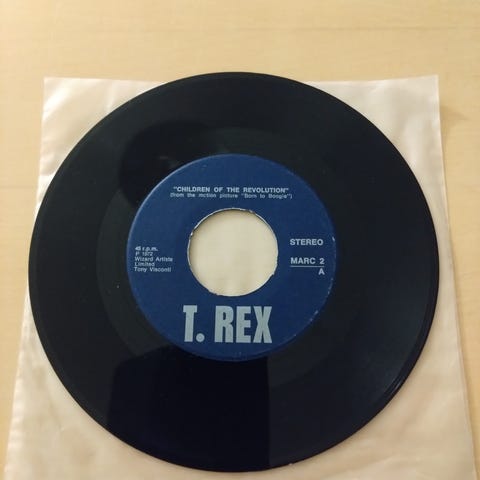 "CHILDREN OF THE REVOLUTION"
(from the motion picture "Born to Boogie")
45 r.p.m.
P 1972
Wizard Artists
Limited
Tony Visconti
STEREO
MARC 2
A
T. REX